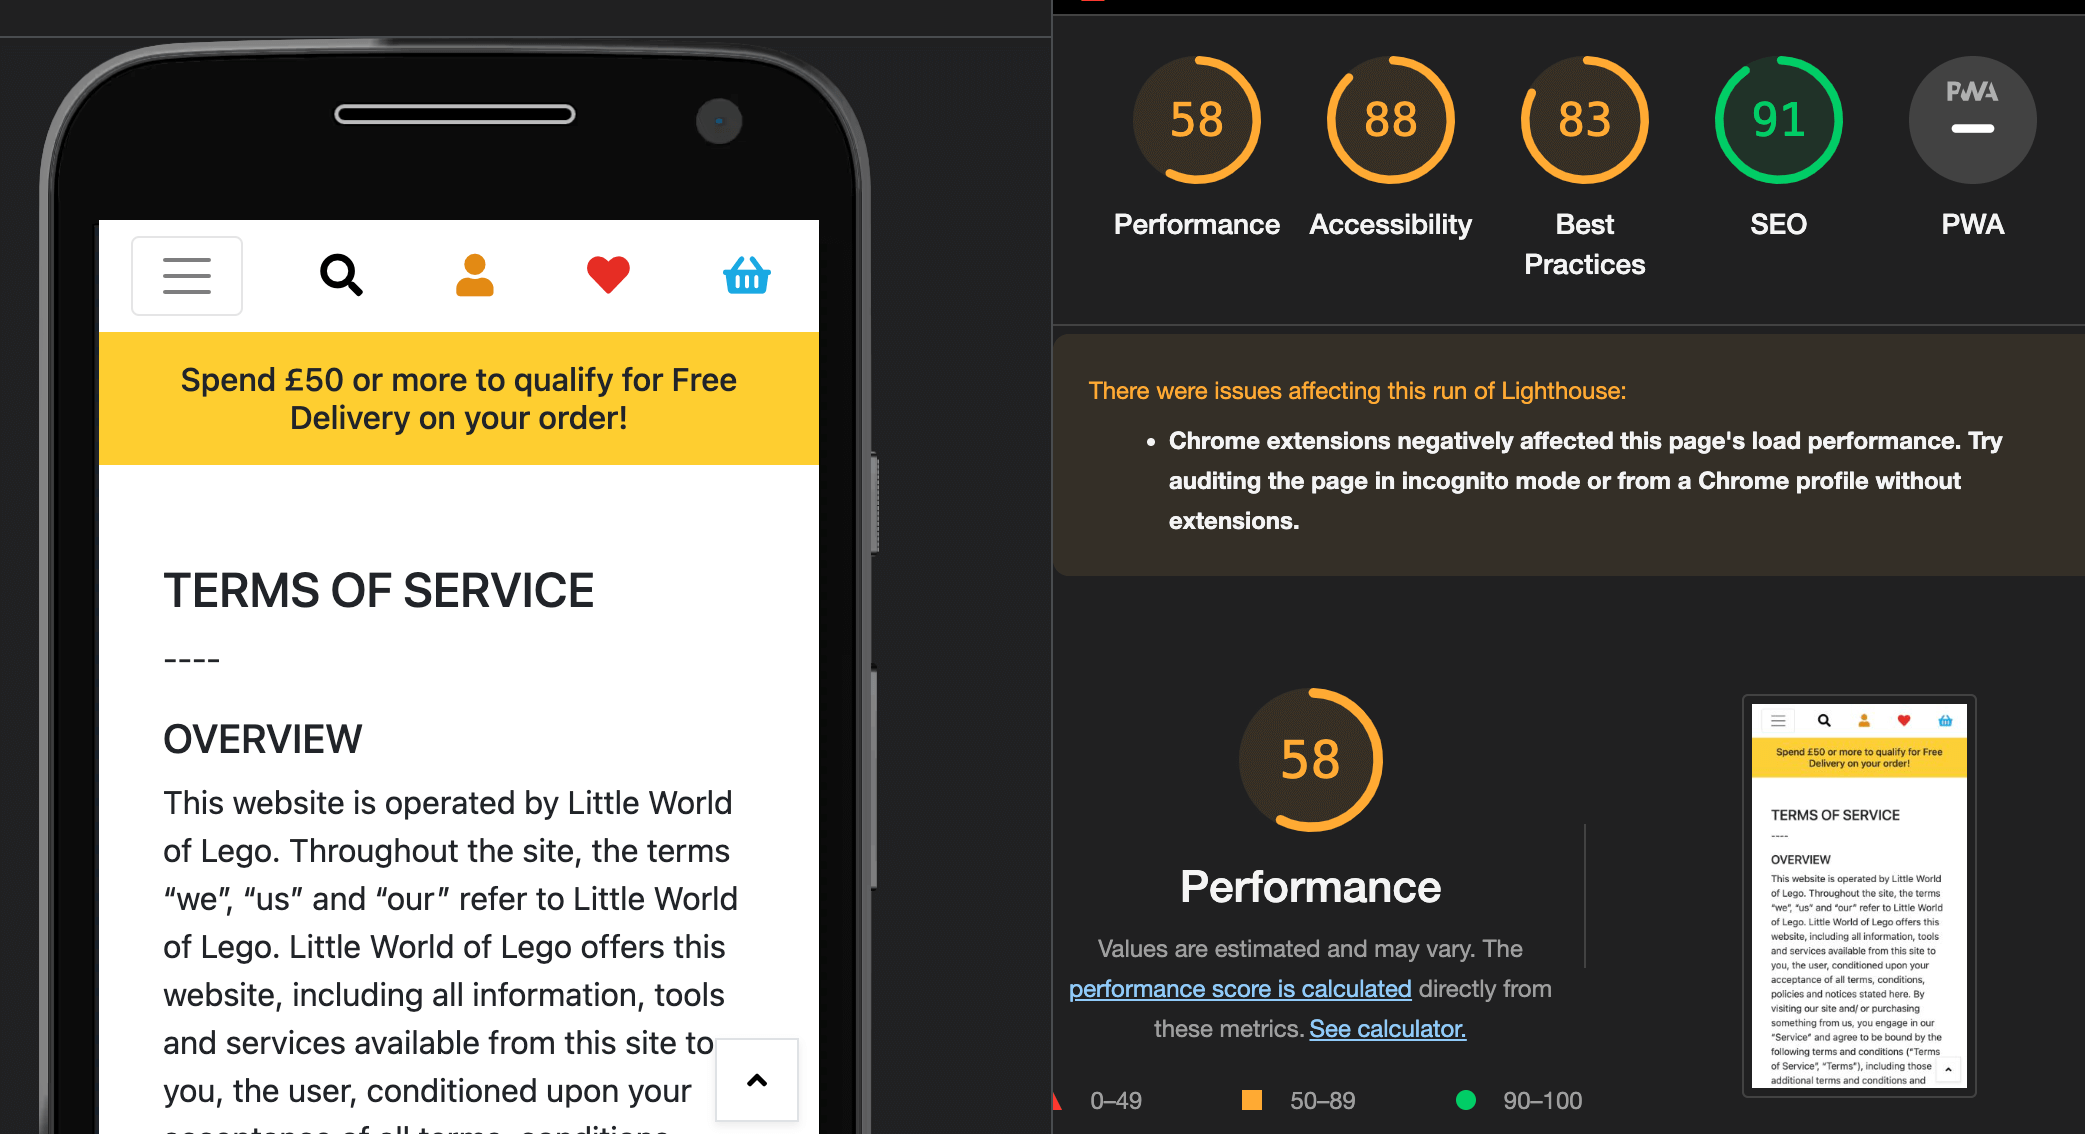 Spend £50 or more to qualify for Free
Delivery on your order!
TERMS OF SERVICE
----
OVERVIEW
This website is operated by Little World
of Lego. Throughout the site, the terms
“we”, “us” and “our” refer to Little World
of Lego. Little World of Lego offers this
website, including all information, tools
and services available from this site to
you, the user, conditioned upon your
acceptance of all terms, conditions,
58
88
83
91
PWA
Performance
Accessibility
Best
Practices
SEO
PWA
There were issues affecting this run of Lighthouse:
• Chrome extensions negatively affected this page's load performance. Try
auditing the page in incognito mode or from a Chrome profile without
extensions.
58
Performance
Values are estimated and may vary. The
performance score is calculated directly from
these metrics. See calculator.
0–49
50–89
90–100
Spend £50 or more to qualify for Free
Delivery on your order!
TERMS OF SERVICE
----
OVERVIEW
This website is operated by Little World
of Lego. Throughout the site, the terms
“we”, “us” and “our” refer to Little World
of Lego. Little World of Lego offers this
website, including all information, tools
and services available from this site to
you, the user, conditioned upon your
acceptance of all terms, conditions,
policies and notices stated here. By
visiting our site and/ or purchasing
something from us, you engage in our
“Service” and agree to be bound by the
following terms and conditions (“Terms
of Service”, “Terms”), including those
additional terms and conditions and